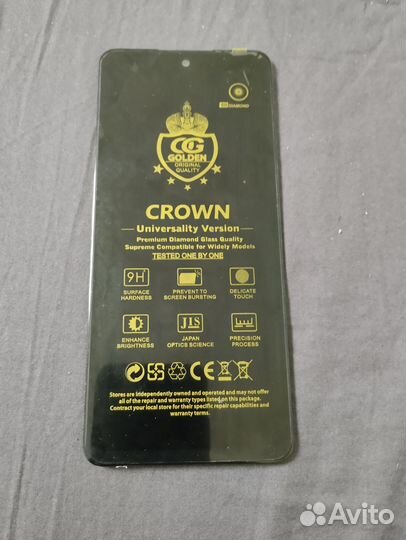 DIAMOND
OG
GOLDEN
ORIGINAL
QUALITY
CROWN
Universality Version
Premium Diamond Glass Quality
Supreme Compatible for Widely Models
TESTED ONE BY ONE
9H
SURFACE
HARDNESS
PREVENT TO
SCREEN BURSTING
DELICATE
TOUCH
ENHANCE
BRIGHTNESS
JIS
JAPAN
OPTICS SCIENCE
PRECISION
PROCESS
CE
EAC
Stores are independently owned and operated and may not offer
all of the repair and warranty types listed on this package.
Contract your local store for their specific repair capabilities and
warranty terms.
Avito